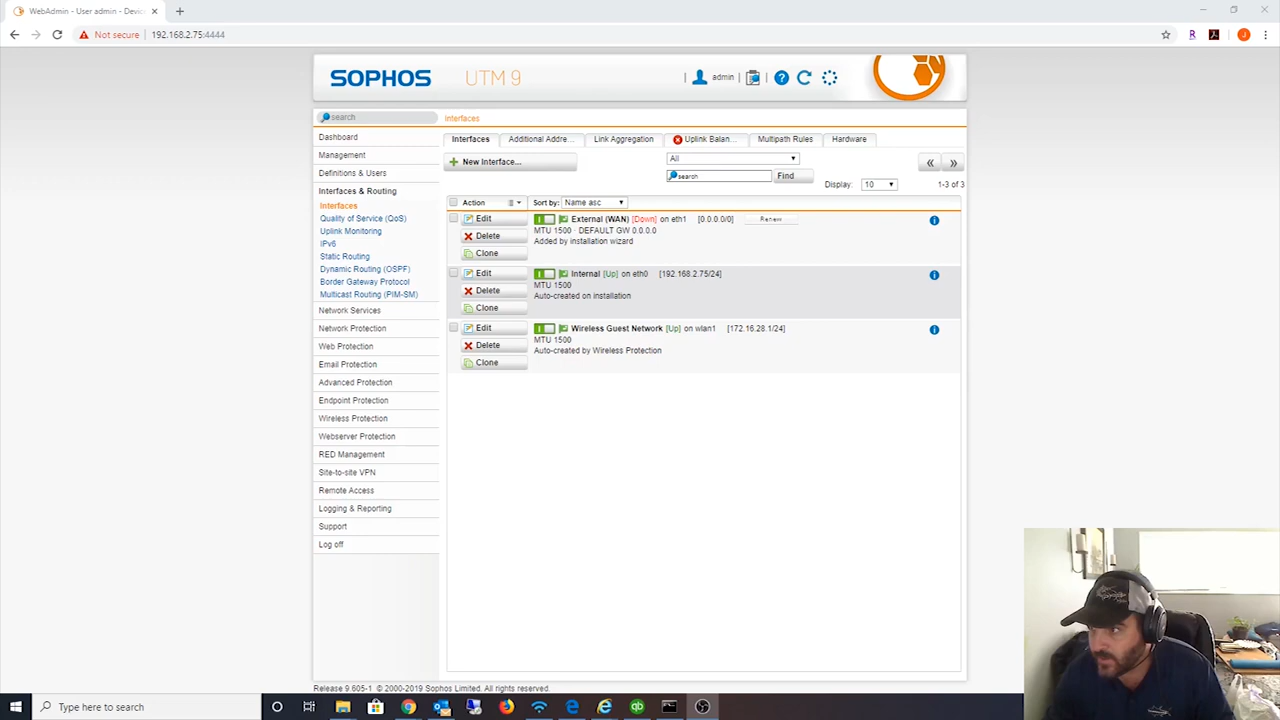 WebAdmin - User admin - Devic
Not secure | 192.168.2.75:4444
R
J
SOPHOS UTM 9
admin
search
Interfaces
Dashboard
Management
Definitions & Users
Interfaces & Routing
Interfaces
Quality of Service (QoS)
Uplink Monitoring
IPv6
Static Routing
Dynamic Routing (OSPF)
Border Gateway Protocol
Multicast Routing (PIM-SM)
Network Services
Network Protection
Web Protection
Email Protection
Advanced Protection
Endpoint Protection
Wireless Protection
Webserver Protection
RED Management
Site-to-site VPN
Remote Access
Logging & Reporting
Support
Log off
Interfaces Additional Addre... Link Aggregation Uplink Balan... Multipath Rules Hardware
New Interface...
All
search Find
Display: 10
1-3 of 3
Action Sort by: Name asc
Edit External (WAN) [Down] on eth1 [0.0.0.0/0] Renew
Delete MTU 1500 · DEFAULT GW 0.0.0.0
Added by installation wizard
Clone
Edit Internal [Up] on eth0 [192.168.2.75/24]
Delete MTU 1500
Auto-created on installation
Clone
Edit Wireless Guest Network [Up] on wlan1 [172.16.28.1/24]
Delete MTU 1500
Auto-created by Wireless Protection
Clone
Release 9.605-1 © 2000-2019 Sophos Limited. All rights reserved.
Type here to search